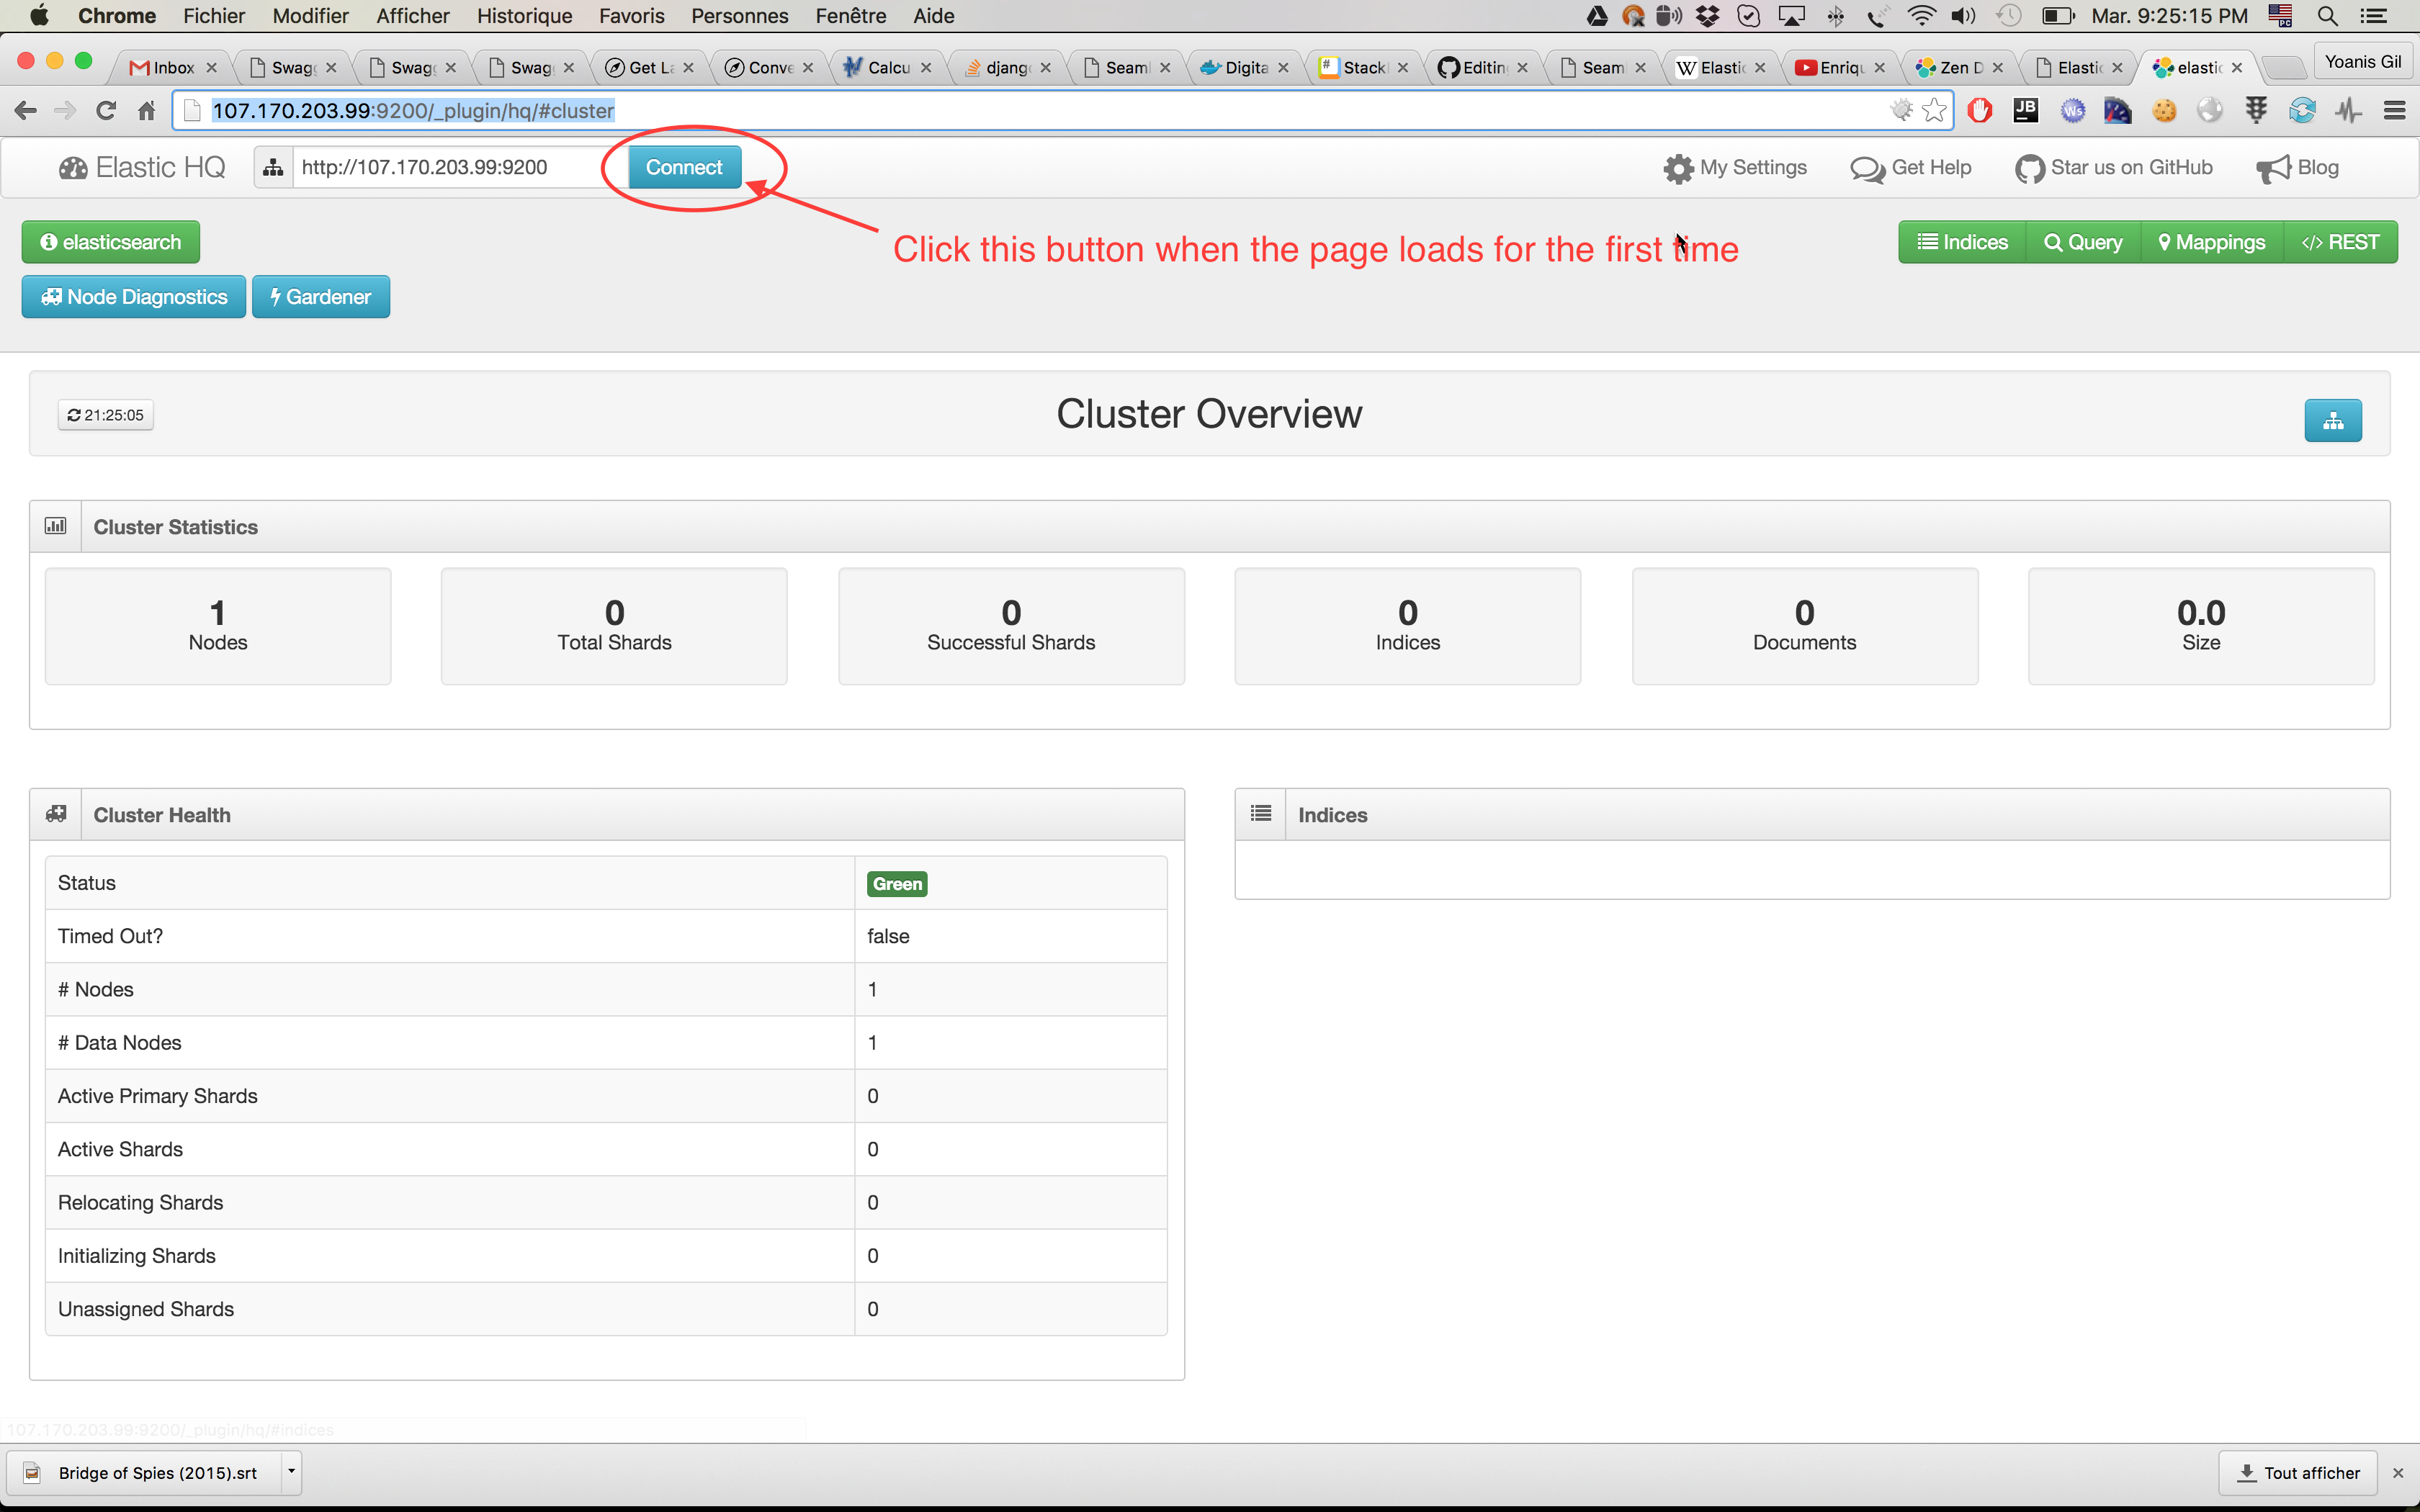 Chrome Fichier Modifier Afficher Historique Favoris Personnes Fenêtre Aide Mar. 9:25:15 PM
Inbox Swagg Swagg Swagg Get La Conve Calcu django Seaml Digita Stack Editin Seaml Elastic Enriqu Zen D Elastic elastic Yoanis Gil
107.170.203.99:9200/_plugin/hq/#cluster
Elastic HQ http://107.170.203.99:9200 Connect My Settings Get Help Star us on GitHub Blog
elasticsearch Indices Query Mappings </> REST
Click this button when the page loads for the first time
Node Diagnostics Gardener
21:25:05 Cluster Overview
Cluster Statistics
1 0 0 0 0 0.0
Nodes Total Shards Successful Shards Indices Documents Size
Cluster Health Indices
Status Green
Timed Out? false
# Nodes 1
# Data Nodes 1
Active Primary Shards 0
Active Shards 0
Relocating Shards 0
Initializing Shards 0
Unassigned Shards 0
107.170.203.99:9200/_plugin/hq/#indices
Bridge of Spies (2015).srt Tout afficher